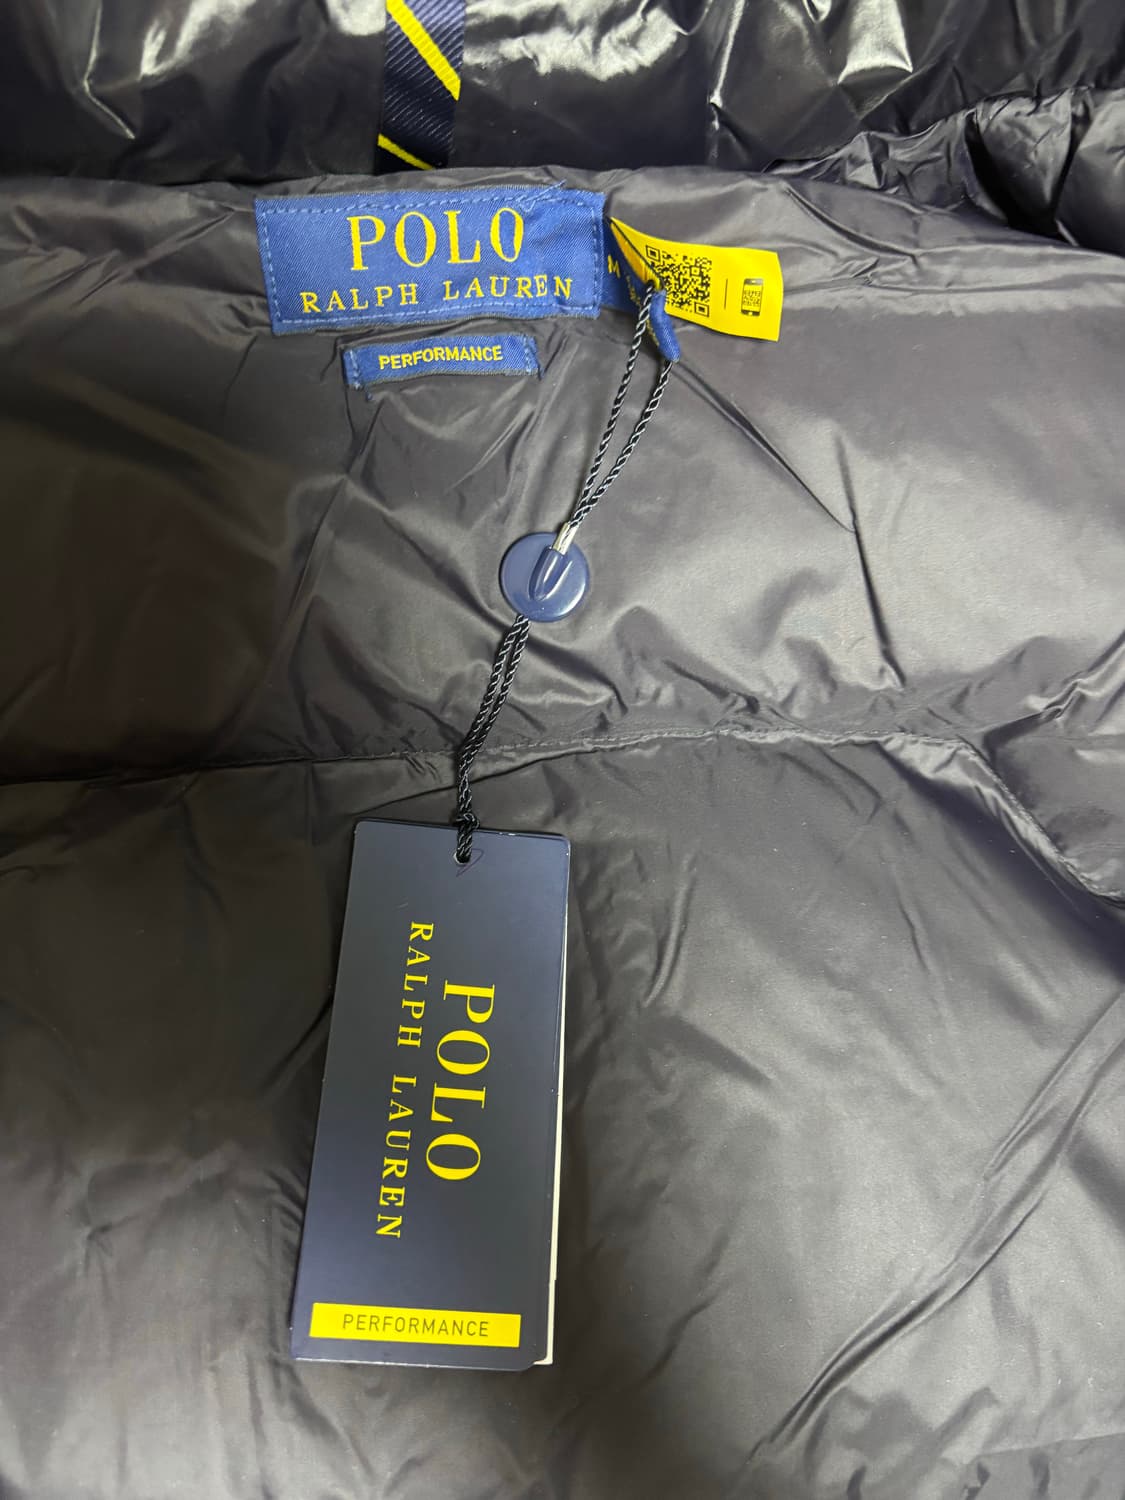 POLO
RALPH LAUREN
M
PERFORMANCE
POLO
RALPH LAUREN
PERFORMANCE